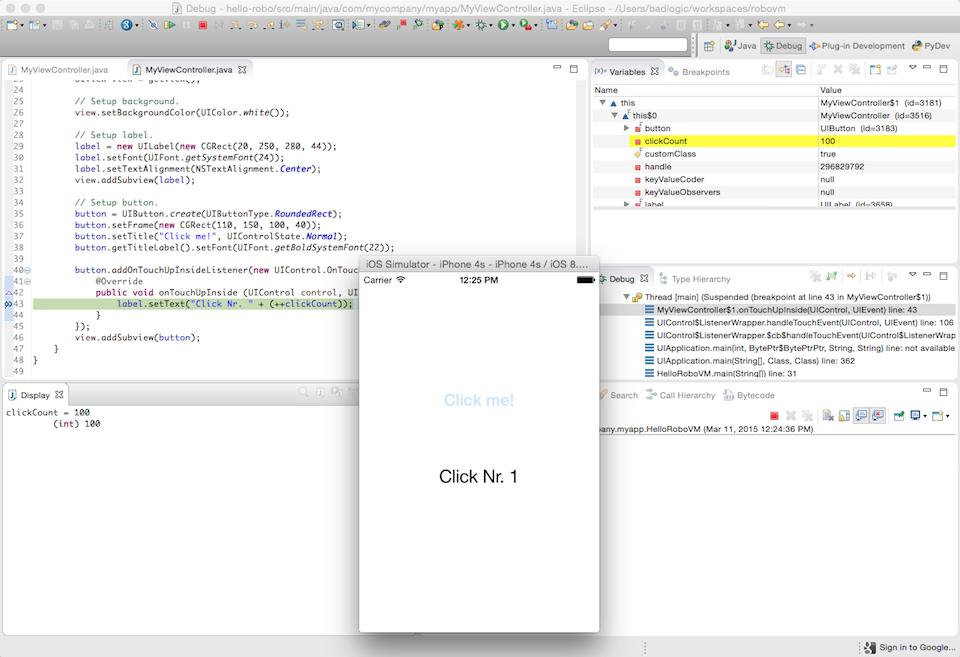 Debug - hello-robo/src/main/java/com/mycompany/myapp/MyViewController.java - Eclipse - /Users/badlogic/workspaces/robovm
Java
Debug
Plug-in Development
PyDev
MyViewController.java
MyViewController.java
24
25 // Setup background.
26 view.setBackgroundColor(UIColor.white());
27
28 // Setup label.
29 label = new UILabel(new CGRect(20, 250, 280, 44));
30 label.setFont(UIFont.getSystemFont(24));
31 label.setTextAlignment(NSTextAlignment.Center);
32 view.addSubview(label);
33
34 // Setup button.
35 button = UIButton.create(UIButtonType.RoundedRect);
36 button.setFrame(new CGRect(110, 150, 100, 40));
37 button.setTitle("Click me!", UIControlState.Normal);
38 button.getTitleLabel().setFont(UIFont.getBoldSystemFont(22));
39
40 button.addOnTouchUpInsideListener(new UIControl.OnTouc
41 @Override
42 public void onTouchUpInside (UIControl control, UI
43 label.setText("Click Nr. " + (++clickCount));
44 }
45 });
46 view.addSubview(button);
47 }
48 }
49
Variables
Breakpoints
Name Value
this MyViewController$1 (id=3181)
this$0 MyViewController (id=3516)
button UIButton (id=3183)
clickCount 100
customClass true
handle 296829792
keyValueCoder null
keyValueObservers null
label UILabel (id=3658)
Debug
Type Hierarchy
Thread [main] (Suspended (breakpoint at line 43 in MyViewController$1))
MyViewController$1.onTouchUpInside(UIControl, UIEvent) line: 43
UIControl$ListenerWrapper.handleTouchEvent(UIControl, UIEvent) line: 106
UIControl$ListenerWrapper.$cb$handleTouchEvent(UIControl$ListenerWrap
UIApplication.main(int, BytePtr$BytePtrPtr, String, String) line: not available
UIApplication.main(String[], Class, Class) line: 362
HelloRoboVM.main(String[]) line: 31
Display
clickCount = 100
(int) 100
iOS Simulator - iPhone 4s - iPhone 4s / iOS 8....
Carrier
12:25 PM
Click me!
Click Nr. 1
Search
Call Hierarchy
Bytecode
pany.myapp.HelloRoboVM (Mar 11, 2015 12:24:36 PM)
Sign in to Google...